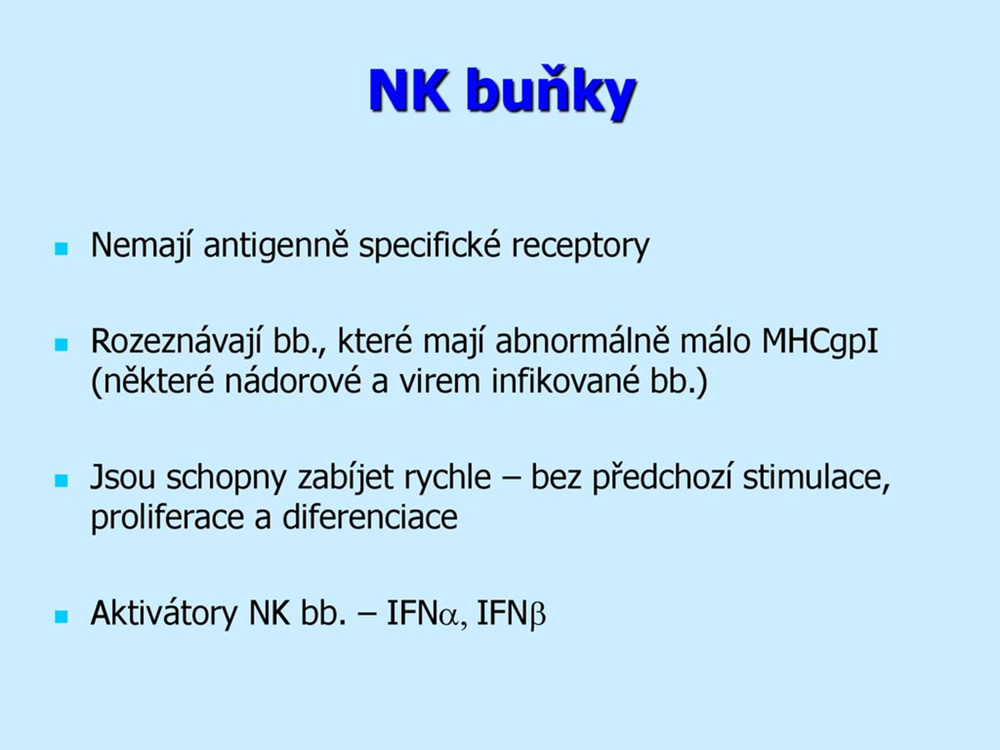 NK buňky
Nemají antigenně specifické receptory
Rozeznávají bb., které mají abnormálně málo MHCgpI
(některé nádorové a virem infikované bb.)
Jsou schopny zabíjet rychle – bez předchozí stimulace,
proliferace a diferenciace
Aktivátory NK bb. – IFNα, IFNβ